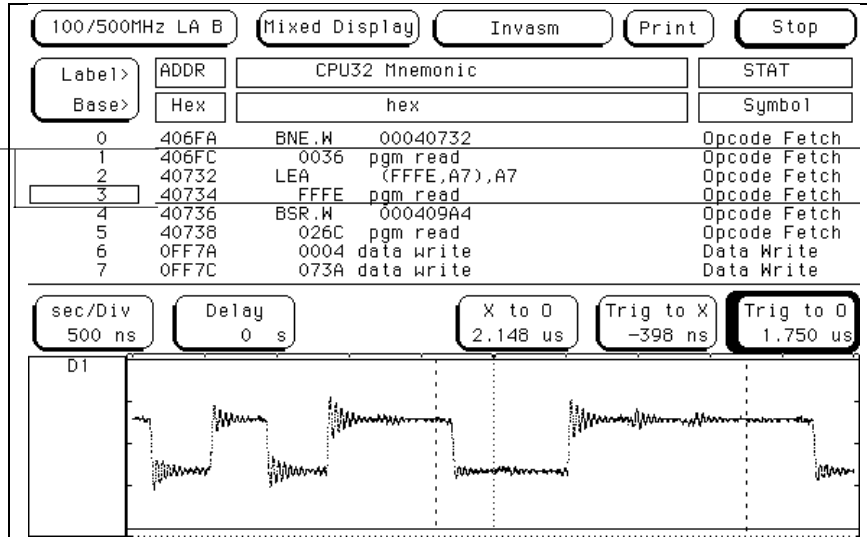 100/500MHz LA B Mixed Display Invasm Print Stop
Label> ADDR CPU32 Mnemonic STAT
Base> Hex hex Symbol
0 406FA BNE.W 00040732 Opcode Fetch
1 406FC 0036 pgm read Opcode Fetch
2 40732 LEA (FFFE,A7),A7 Opcode Fetch
3 40734 FFFE pgm read Opcode Fetch
4 40736 BSR.W 000409A4 Opcode Fetch
5 40738 026C pgm read Opcode Fetch
6 0FF7A 0004 data write Data Write
7 0FF7C 073A data write Data Write
sec/Div Delay X to O Trig to X Trig to O
500 ns 0 s 2.148 us -398 ns 1.750 us
D1